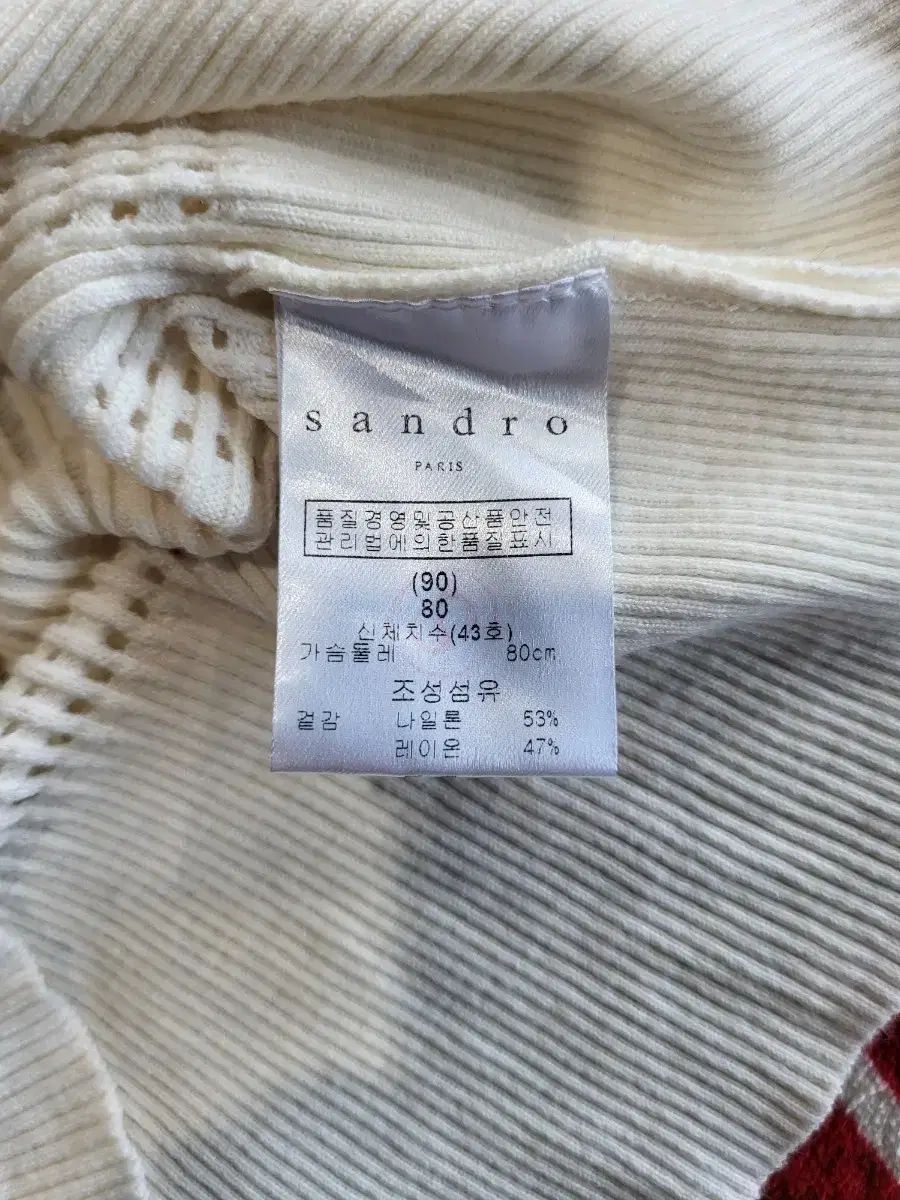 sandro
PARIS
품질경영및공산품안전
관리법에의한품질표시
(90)
80
신체치수(43호)
가슴둘레 80cm
조성섬유
겉감 나일론 53%
레이온 47%